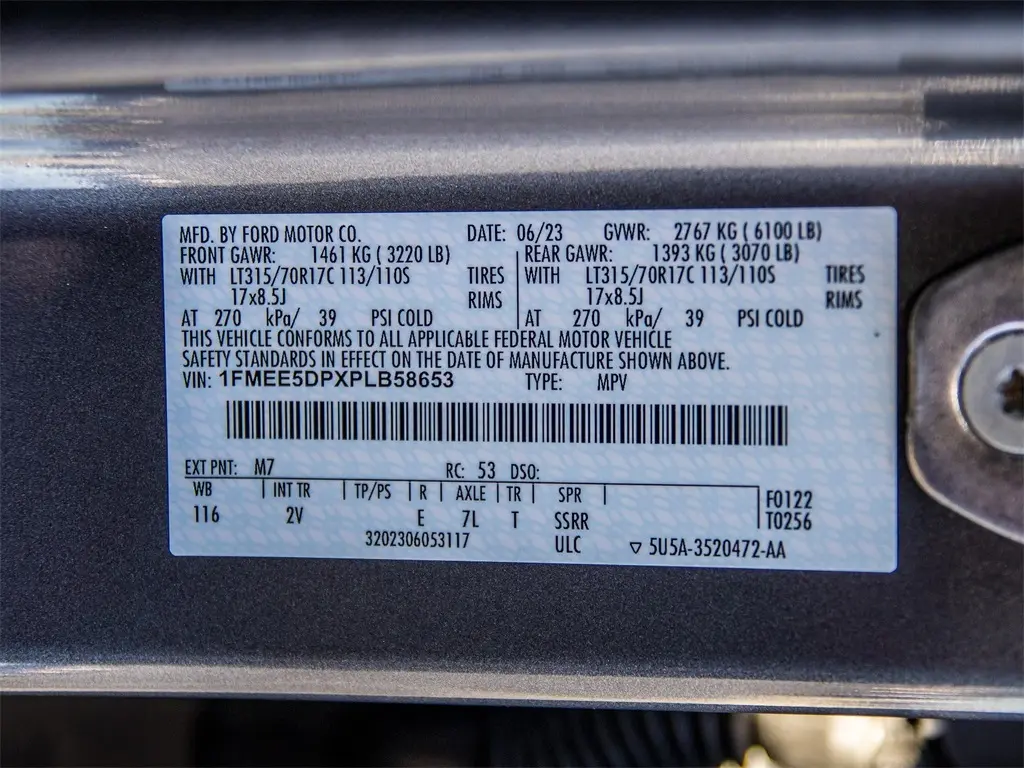 MFD. BY FORD MOTOR CO. DATE: 06/23 GVWR: 2767 KG ( 6100 LB)
FRONT GAWR: 1461 KG ( 3220 LB) REAR GAWR: 1393 KG ( 3070 LB)
WITH LT315/70R17C 113/110S TIRES WITH LT315/70R17C 113/110S TIRES
17x8.5J RIMS 17x8.5J RIMS
AT 270 kPa/ 39 PSI COLD AT 270 kPa/ 39 PSI COLD
THIS VEHICLE CONFORMS TO ALL APPLICABLE FEDERAL MOTOR VEHICLE
SAFETY STANDARDS IN EFFECT ON THE DATE OF MANUFACTURE SHOWN ABOVE.
VIN: 1FMEE5DPXPLB58653 TYPE: MPV
EXT PNT: M7 RC: 53 DSO:
WB INT TR TP/PS R AXLE TR SPR F0122
116 2V E 7L T SSRR T0256
3202306053117 ULC ▽ 5U5A-3520472-AA